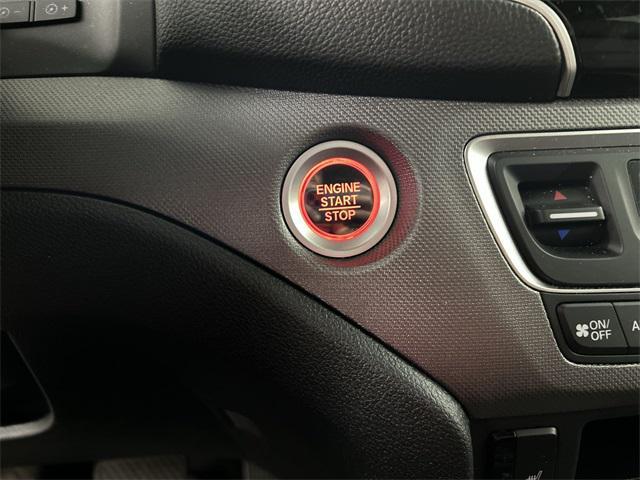 ENGINE
START
STOP
ON/
OFF
A